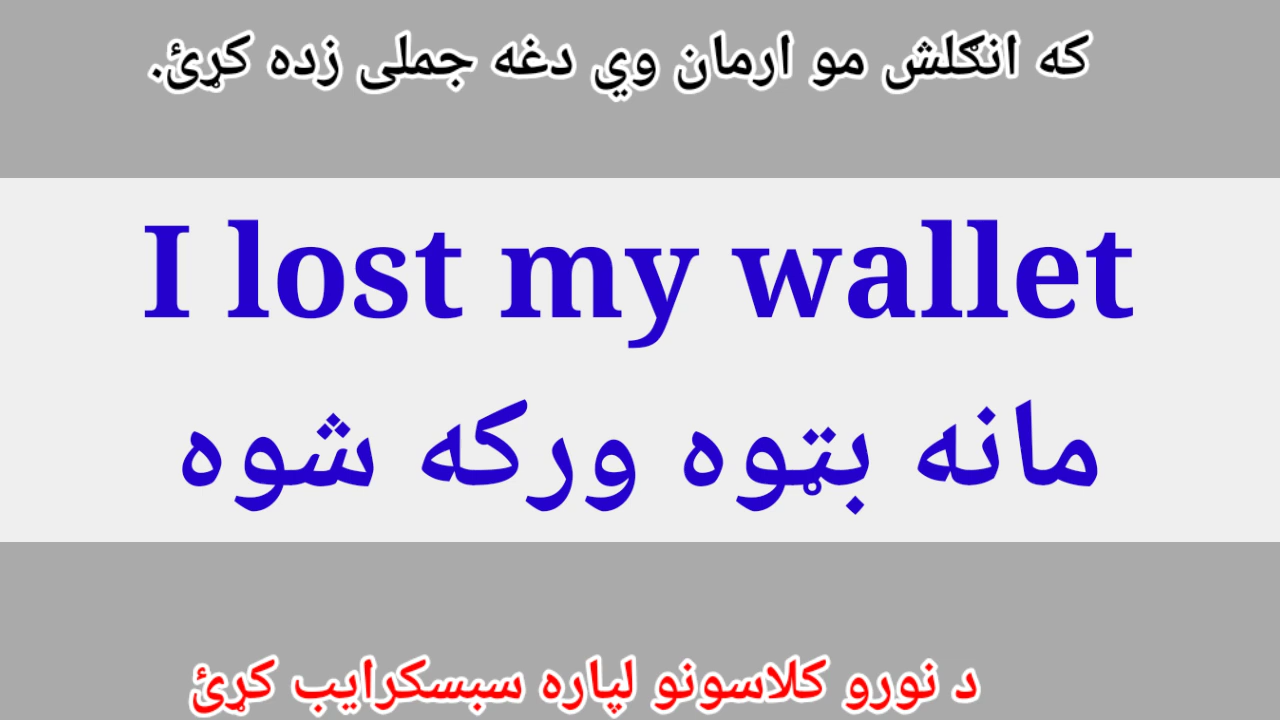 که انګلش مو ارمان وي دغه جملی زده کړئ.
I lost my wallet
مانه بټوه ورکه شوه
د نورو کلاسونو لپاره سبسکرایب کړئ